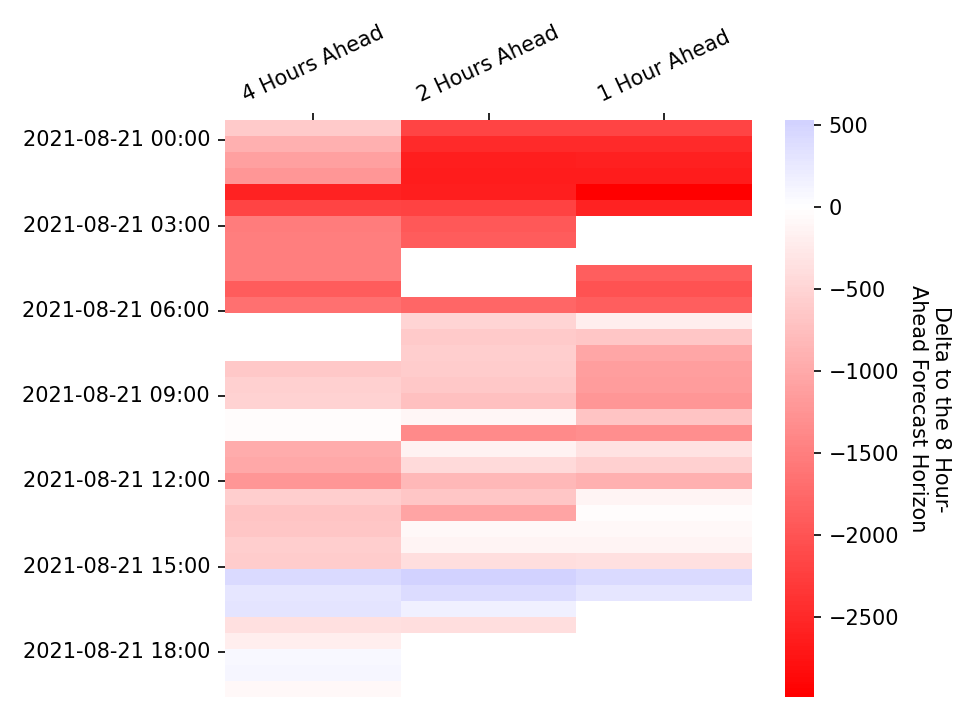 4 Hours Ahead
2 Hours Ahead
1 Hour Ahead
2021-08-21 00:00
2021-08-21 03:00
2021-08-21 06:00
2021-08-21 09:00
2021-08-21 12:00
2021-08-21 15:00
2021-08-21 18:00
500
0
−500
−1000
−1500
−2000
−2500
Delta to the 8 Hour-
Ahead Forecast Horizon